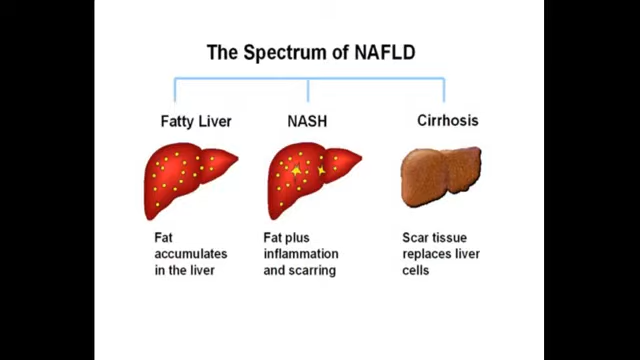 The Spectrum of NAFLD
Fatty Liver
NASH
Cirrhosis
Fat
accumulates
in the liver
Fat plus
inflammation
and scarring
Scar tissue
replaces liver
cells